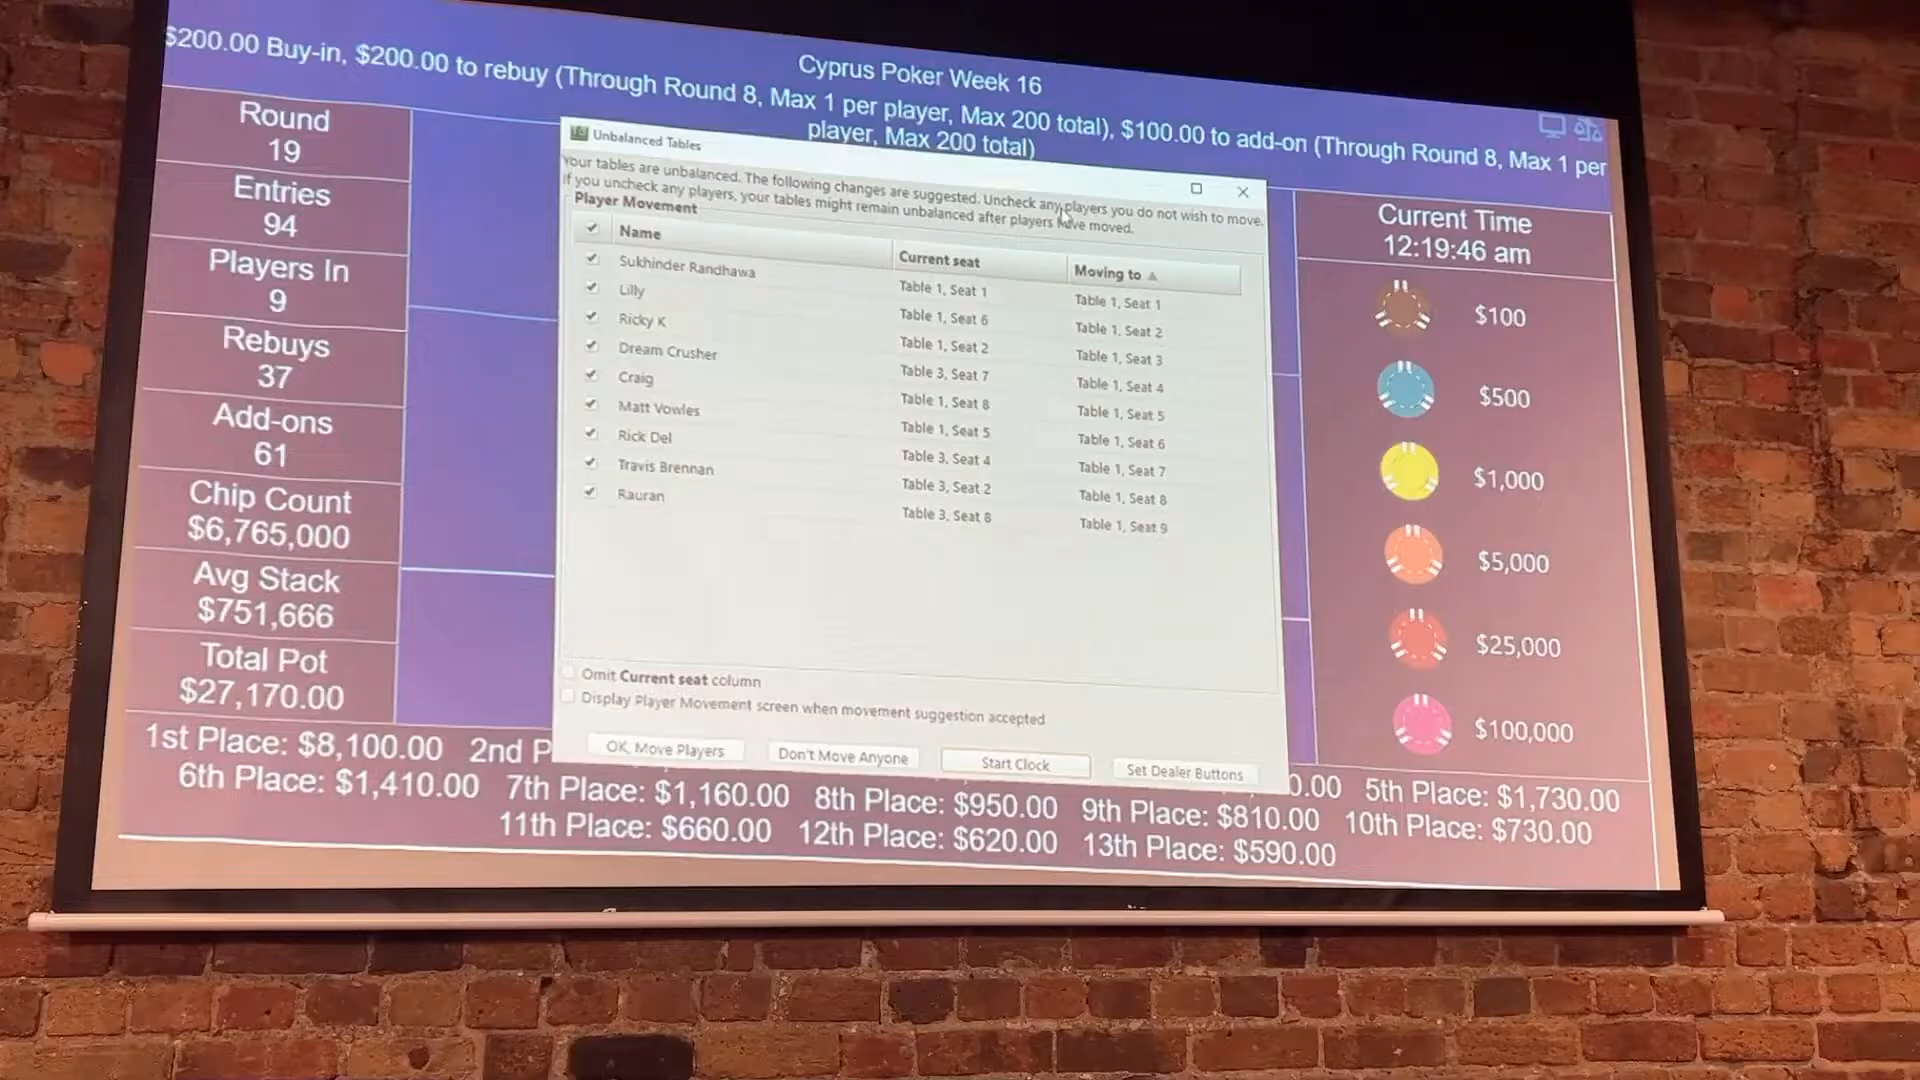 Cyprus Poker Week 16
$200.00 Buy-in, $200.00 to rebuy (Through Round 8, Max 1 per player, Max 200 total), $100.00 to add-on (Through Round 8, Max 1 per
player, Max 200 total)
Round
19
Entries
94
Players In
9
Rebuys
37
Add-ons
61
Chip Count
$6,765,000
Avg Stack
$751,666
Total Pot
$27,170.00
Unbalanced Tables
Your tables are unbalanced. The following changes are suggested. Uncheck any players you do not wish to move.
If you uncheck any players, your tables might remain unbalanced after players have moved.
Player Movement
Name Current seat Moving to
Sukhinder Randhawa Table 1, Seat 1 Table 1, Seat 1
Lilly Table 1, Seat 6 Table 1, Seat 2
Ricky K Table 1, Seat 2 Table 1, Seat 3
Dream Crusher Table 3, Seat 7 Table 1, Seat 4
Craig Table 1, Seat 8 Table 1, Seat 5
Matt Vowles Table 1, Seat 5 Table 1, Seat 6
Rick Del Table 3, Seat 4 Table 1, Seat 7
Travis Brennan Table 3, Seat 2 Table 1, Seat 8
Rauran Table 3, Seat 8 Table 1, Seat 9
Omit Current seat column
Display Player Movement screen when movement suggestion accepted
OK, Move Players Don't Move Anyone Start Clock Set Dealer Buttons
Current Time
12:19:46 am
$100
$500
$1,000
$5,000
$25,000
$100,000
1st Place: $8,100.00 2nd P 0.00 5th Place: $1,730.00
6th Place: $1,410.00 7th Place: $1,160.00 8th Place: $950.00 9th Place: $810.00 10th Place: $730.00
11th Place: $660.00 12th Place: $620.00 13th Place: $590.00